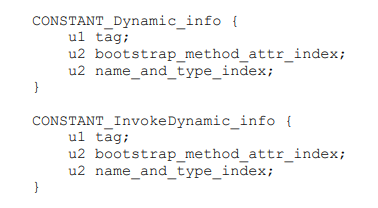 CONSTANT_Dynamic_info {
    u1 tag;
    u2 bootstrap_method_attr_index;
    u2 name_and_type_index;
}
CONSTANT_InvokeDynamic_info {
    u1 tag;
    u2 bootstrap_method_attr_index;
    u2 name_and_type_index;
}